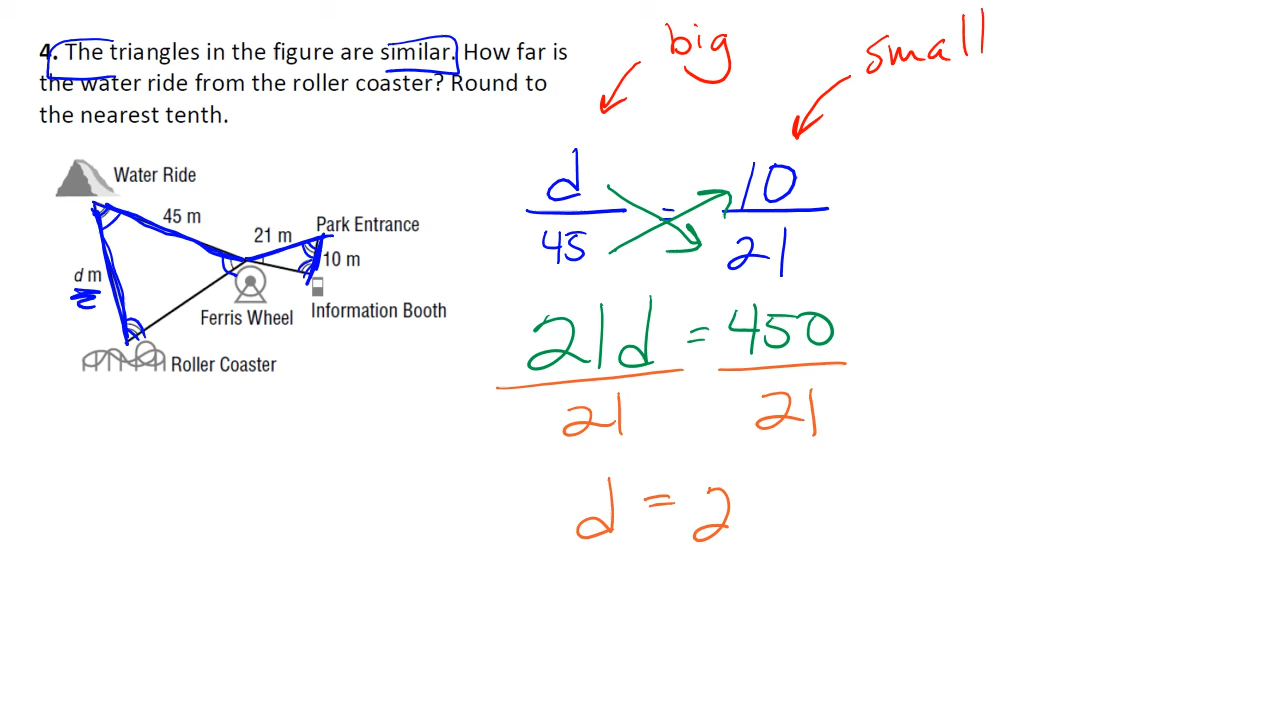 4. The triangles in the figure are similar. How far is
the water ride from the roller coaster? Round to
the nearest tenth.
Water Ride
45 m
21 m
Park Entrance
10 m
d m
Ferris Wheel
Information Booth
Roller Coaster
big
small
d = 10
45 21
21d = 450
21 21
d = 2